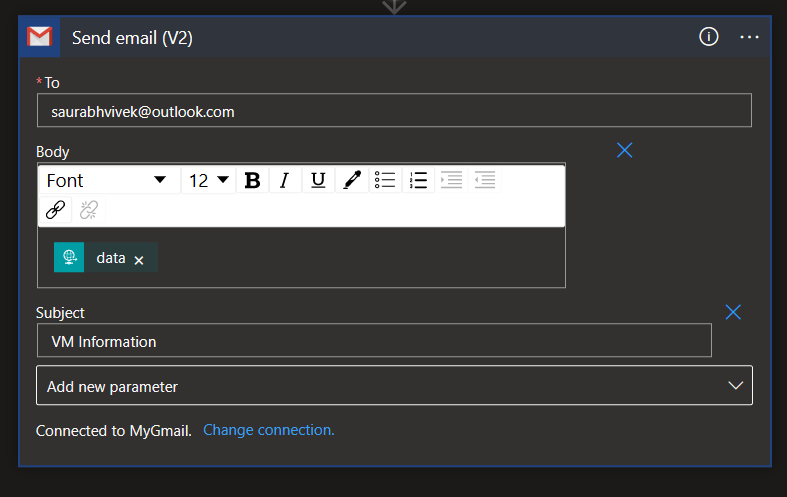 Send email (V2)
* To
saurabhvivek@outlook.com
Body
Font 12 B I U
data
Subject
VM Information
Add new parameter
Connected to MyGmail. Change connection.